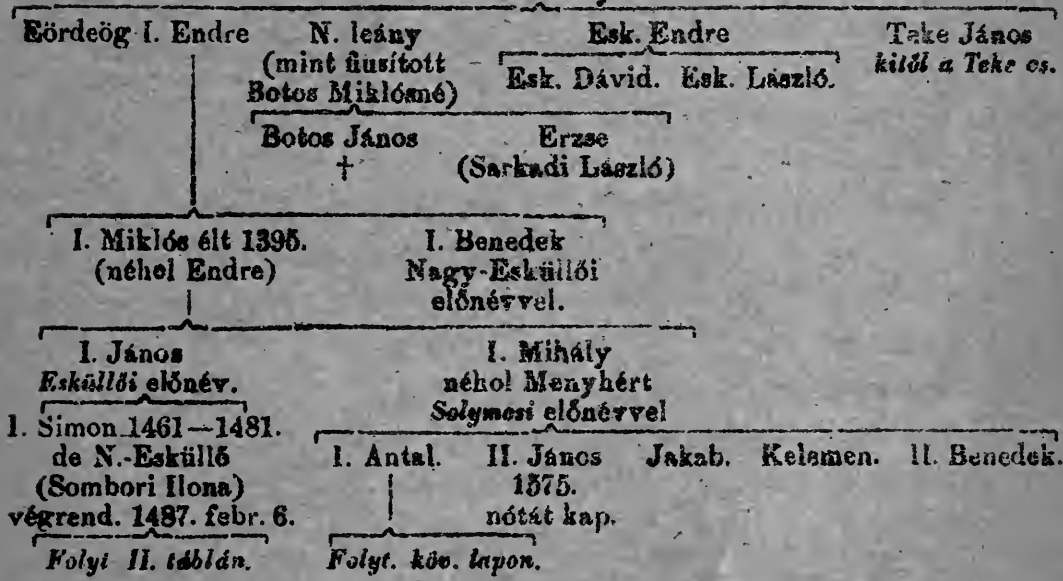 Eördeög I. Endre N. leány Esk. Endre Teke János
(mint fiusított kitől a Teke cs.
Botos Miklósné) Esk. Dávid. Esk. László.
Botos János Erzse
† (Sarkadi László)
I. Miklós élt 1395. I. Benedek
(néhol Endre) Nagy-Esküllői
előnévvel.
I. János I. Mihály
Esküllői előnév. néhol Menyhért
Solymosi előnévvel
I. Simon 1461—1481.
de N.-Esküllő I. Antal. II. János Jakab. Kelemen. II. Benedek.
(Sombori Ilona) 1575.
végrend. 1487. febr. 6. nótát kap.
Folyt II. táblán. Folyt. köv. lapon.